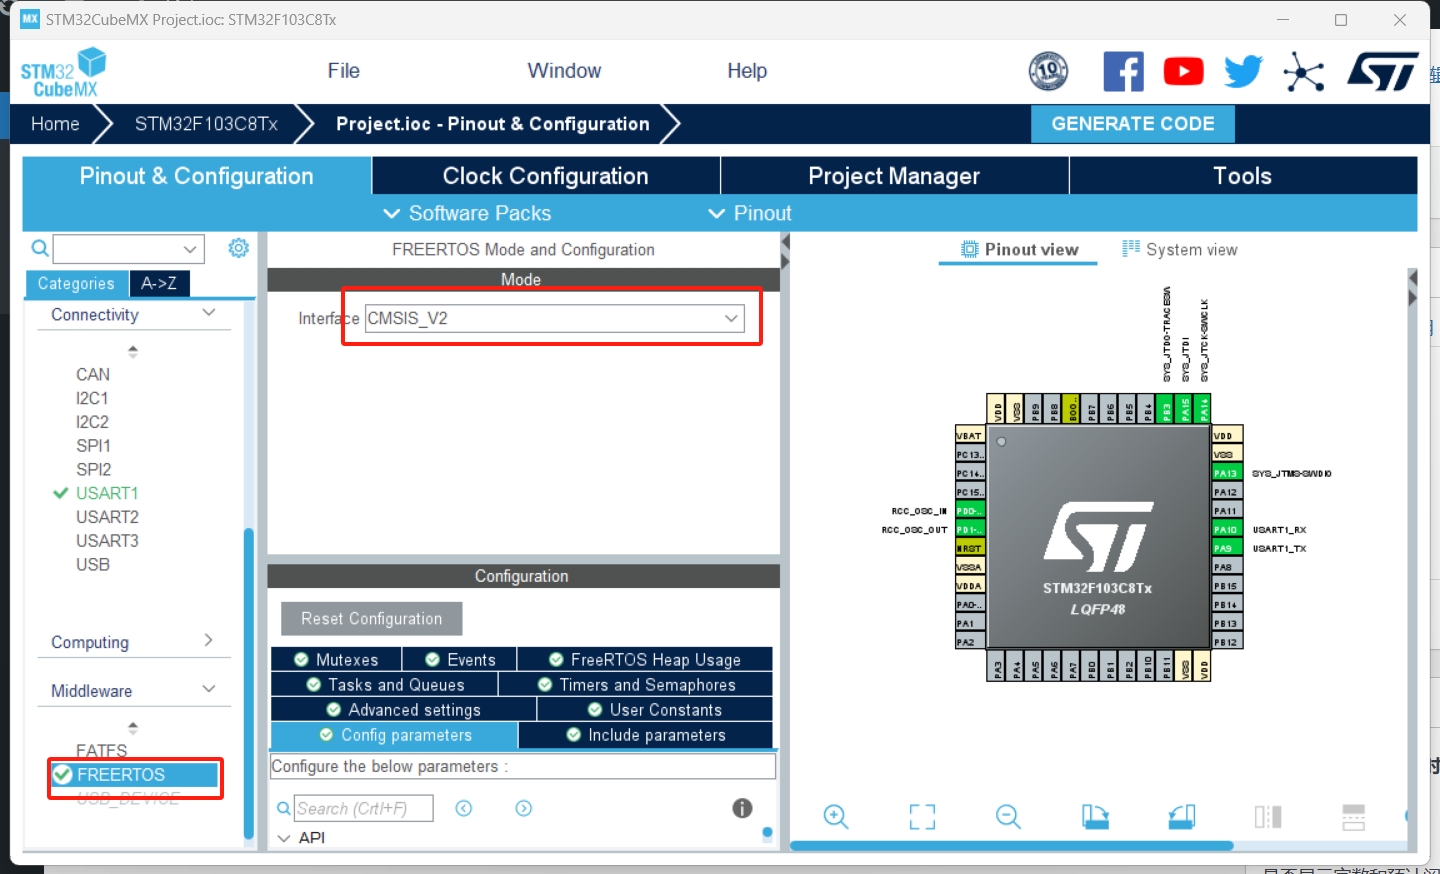 MX STM32CubeMX Project.ioc: STM32F103C8Tx
STM32
CubeMX
File Window Help
10
YEARS
Home STM32F103C8Tx Project.ioc - Pinout & Configuration GENERATE CODE
Pinout & Configuration Clock Configuration Project Manager Tools
Software Packs Pinout
FREERTOS Mode and Configuration
Pinout view System view
Categories A->Z
Mode
Connectivity
Interface CMSIS_V2
CAN
I2C1
I2C2
SPI1
SPI2
USART1
USART2
USART3
USB
Computing
Middleware
FATFS
FREERTOS
USB_DEVICE
Configuration
Reset Configuration
Mutexes Events FreeRTOS Heap Usage
Tasks and Queues Timers and Semaphores
Advanced settings User Constants
Config parameters Include parameters
Configure the below parameters :
Search (Crtl+F)
API
SYS_JTDO-TRACESW
SYS_JTDI
SYS_JTCK-SWCLK
VDD VSS PB9 PB8 BOO.. PB7 PB6 PB5 PB4 PB3 PA15 PA14
VBAT
PC13..
PC14..
PC15..
RCC_OSC_IN PD0-..
RCC_OSC_OUT PD1-..
NRST
VSSA
VDDA
PA0-..
PA1
PA2
STM32F103C8Tx
LQFP48
VDD
VSS
PA13 SYS_JTMS-SWDIO
PA12
PA11
PA10 USART1_RX
PA9 USART1_TX
PA8
PB15
PB14
PB13
PB12
PA3 PA4 PA5 PA6 PA7 PB0 PB1 PB2 PB10 PB11 VSS VDD